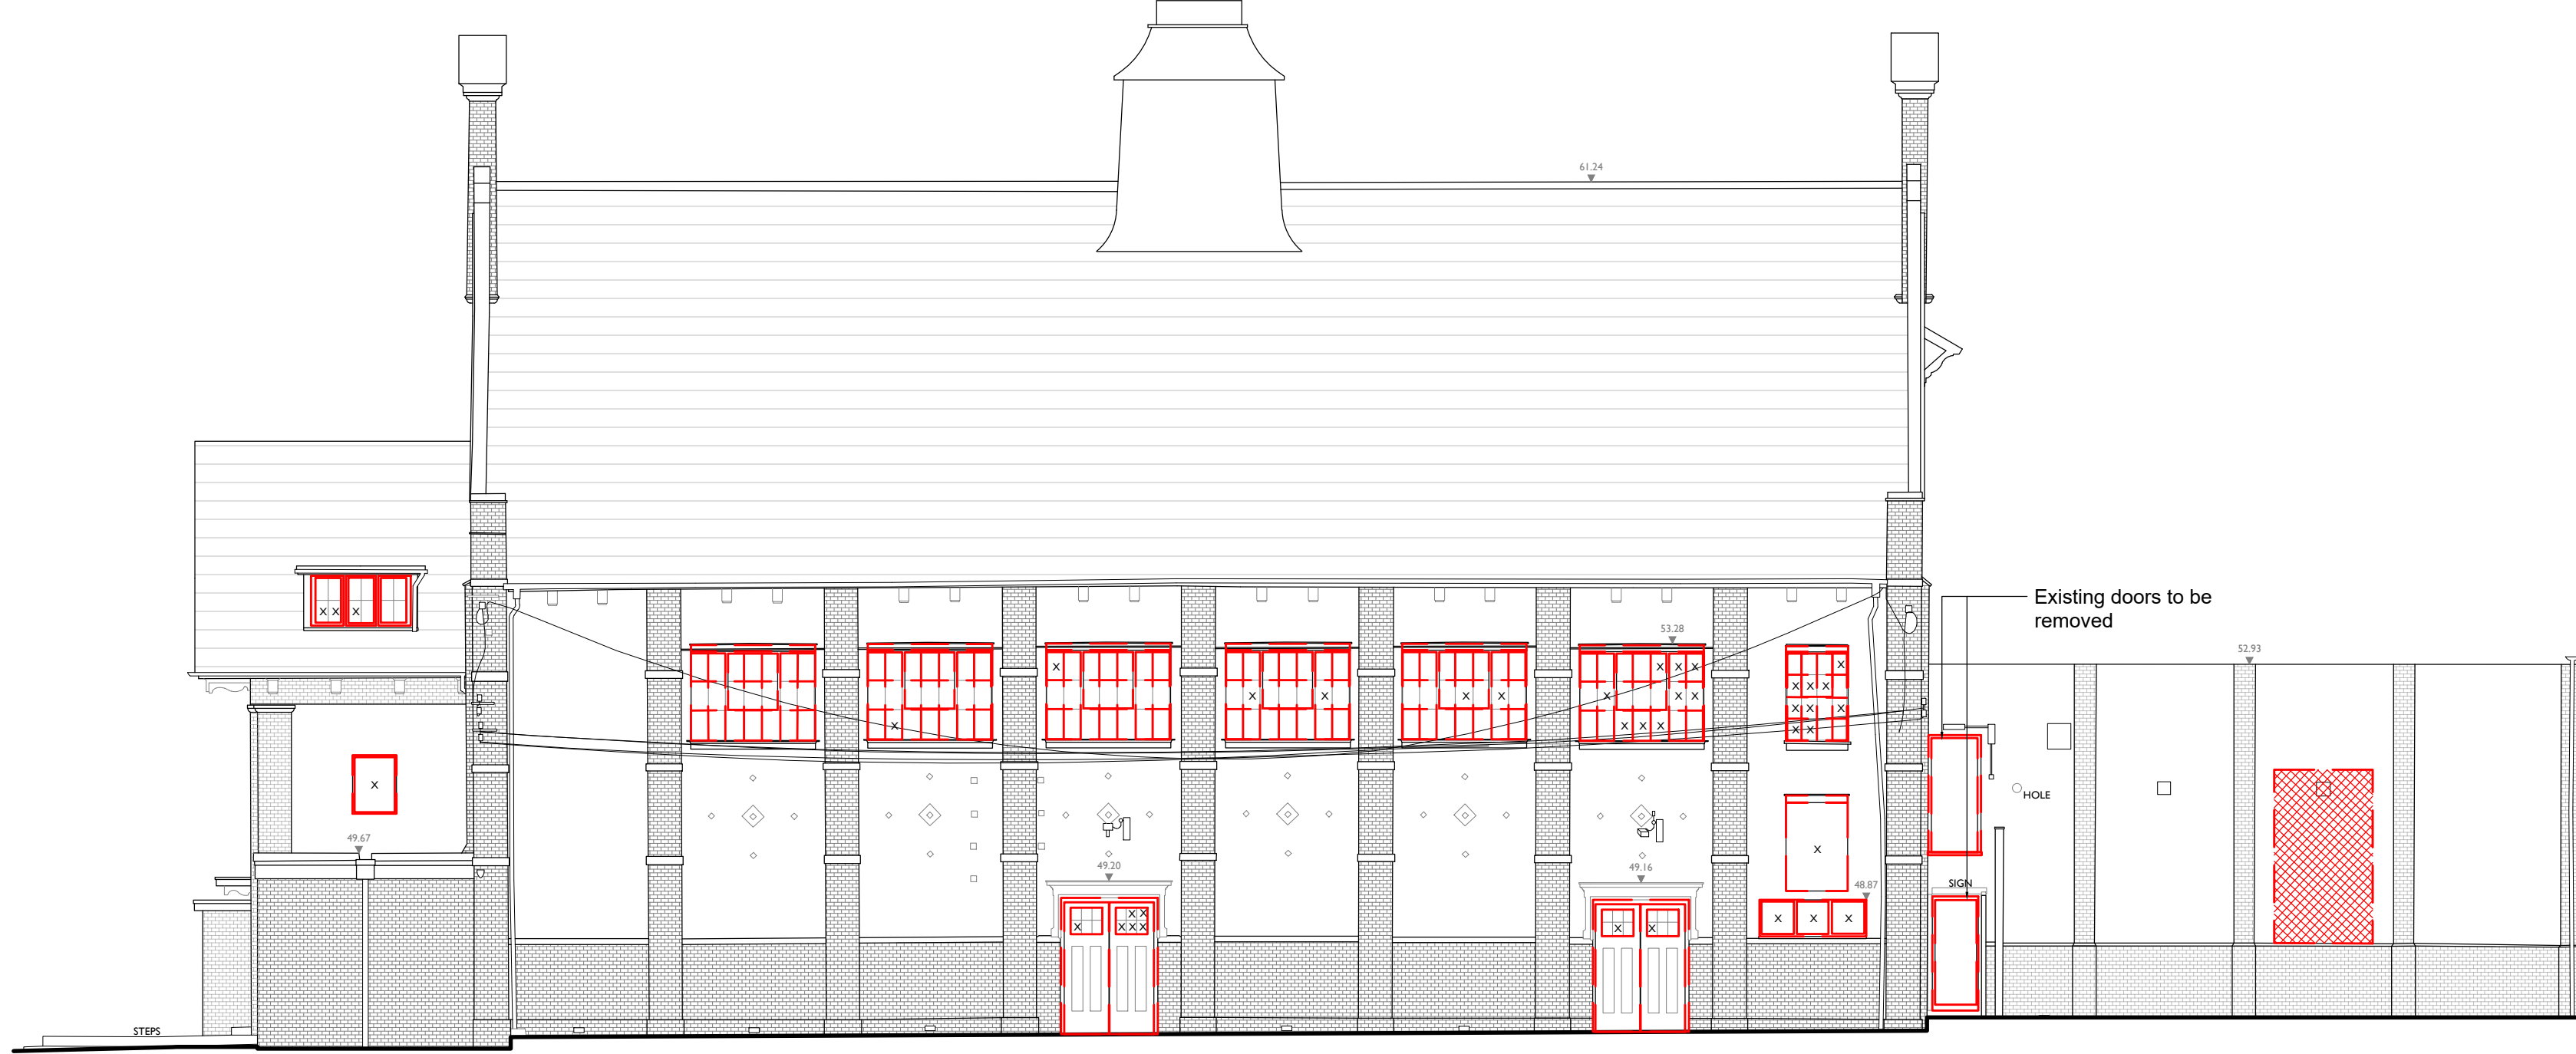 61.24
Existing doors to be
removed
53.28
52.93
x x x
x x x x
x x x x x x
x x x x x x x x
x x x x x
x x x
x
HOLE
49.67
49.20
49.16
x
48.87
SIGN
x x
x x x x x x x x x
STEPS